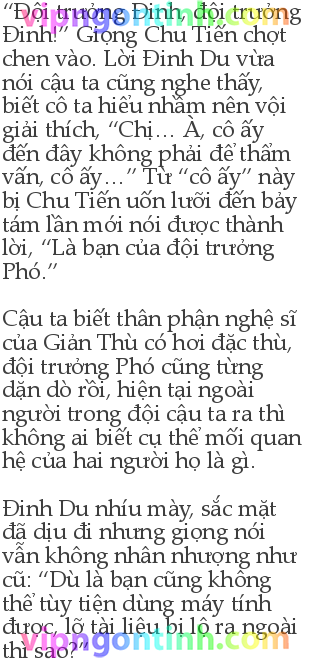 “Đội trưởng Đinh, đội trưởng
Đinh!” Giọng Chu Tiến chợt
chen vào. Lời Đinh Du vừa
nói cậu ta cũng nghe thấy,
biết cô ta hiểu nhầm nên vội
giải thích, “Chị… À, cô ấy
đến đây không phải để thẩm
vấn, cô ấy…” Từ “cô ấy” này
bị Chu Tiến uốn lưỡi đến bảy
tám lần mới nói được thành
lời, “Là bạn của đội trưởng
Phó.”
Cậu ta biết thân phận nghệ sĩ
của Giản Thù có hơi đặc thù,
đội trưởng Phó cũng từng
dặn dò rồi, hiện tại ngoài
người trong đội cậu ta ra thì
không ai biết cụ thể mối quan
hệ của hai người họ là gì.
Đinh Du nhíu mày, sắc mặt
đã dịu đi nhưng giọng nói
vẫn không nhân nhượng như
cũ: “Dù là bạn cũng không
thể tùy tiện dùng máy tính
được, lỡ tài liệu bị lộ ra ngoài
thì sao?”
vipngontinh.com
vipngontinh.com